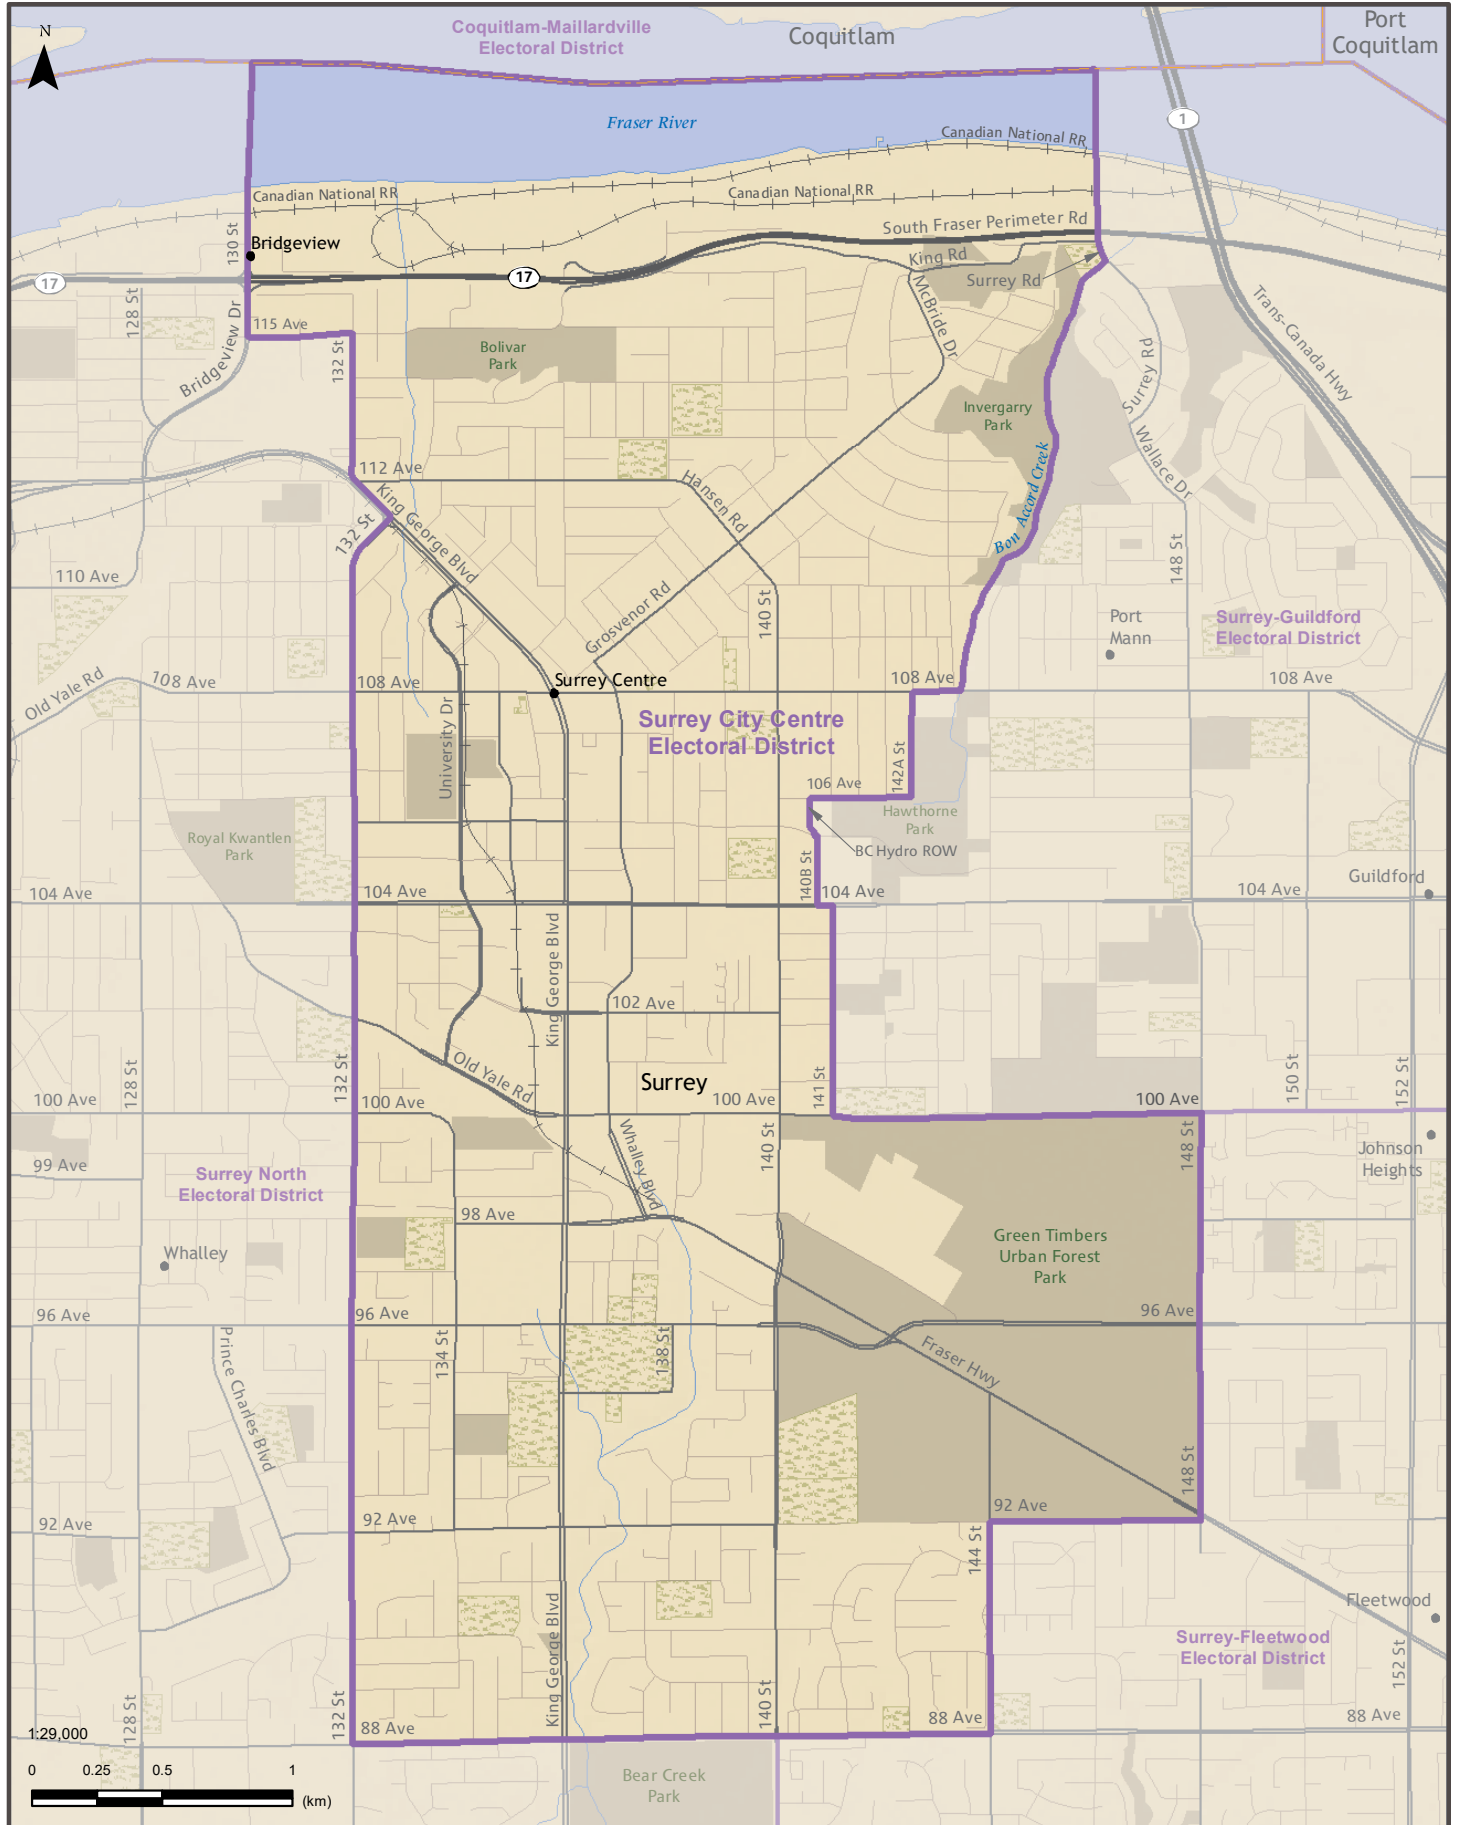 N
Coquitlam-Maillardville
Electoral District
Coquitlam
Port
Coquitlam
1
Fraser River
Canadian National RR
Canadian National RR
Canadian National RR
South Fraser Perimeter Rd
130 St
Bridgeview
King Rd
17
17
Surrey Rd
128 St
McBride Dr
Trans-Canada Hwy
115 Ave
Bridgeview Dr
132 St
Bolivar
Park
Surrey Rd
Invergarry
Park
Wallace Dr
Bon Accord Creek
112 Ave
King George Blvd
Hansen Rd
132 St
148 St
110 Ave
Grosvenor Rd
140 St
Port
Mann
Surrey-Guildford
Electoral District
Old Yale Rd
108 Ave
108 Ave
Surrey Centre
108 Ave
108 Ave
Surrey City Centre
Electoral District
University Dr
142A St
106 Ave
Hawthorne
Park
Royal Kwantlen
Park
BC Hydro ROW
140B St
104 Ave
104 Ave
104 Ave
104 Ave
Guildford
King George Blvd
102 Ave
132 St
128 St
Old Yale Rd
Surrey
141 St
150 St
152 St
100 Ave
100 Ave
100 Ave
100 Ave
Whalley Blvd
140 St
148 St
Johnson
Heights
99 Ave
Surrey North
Electoral District
98 Ave
Whalley
Green Timbers
Urban Forest
Park
96 Ave
96 Ave
96 Ave
Prince Charles Blvd
134 St
138 St
Fraser Hwy
148 St
92 Ave
92 Ave
92 Ave
144 St
Fleetwood
King George Blvd
Surrey-Fleetwood
Electoral District
152 St
128 St
132 St
140 St
88 Ave
88 Ave
88 Ave
1:29,000
0 0.25 0.5 1
(km)
Bear Creek
Park